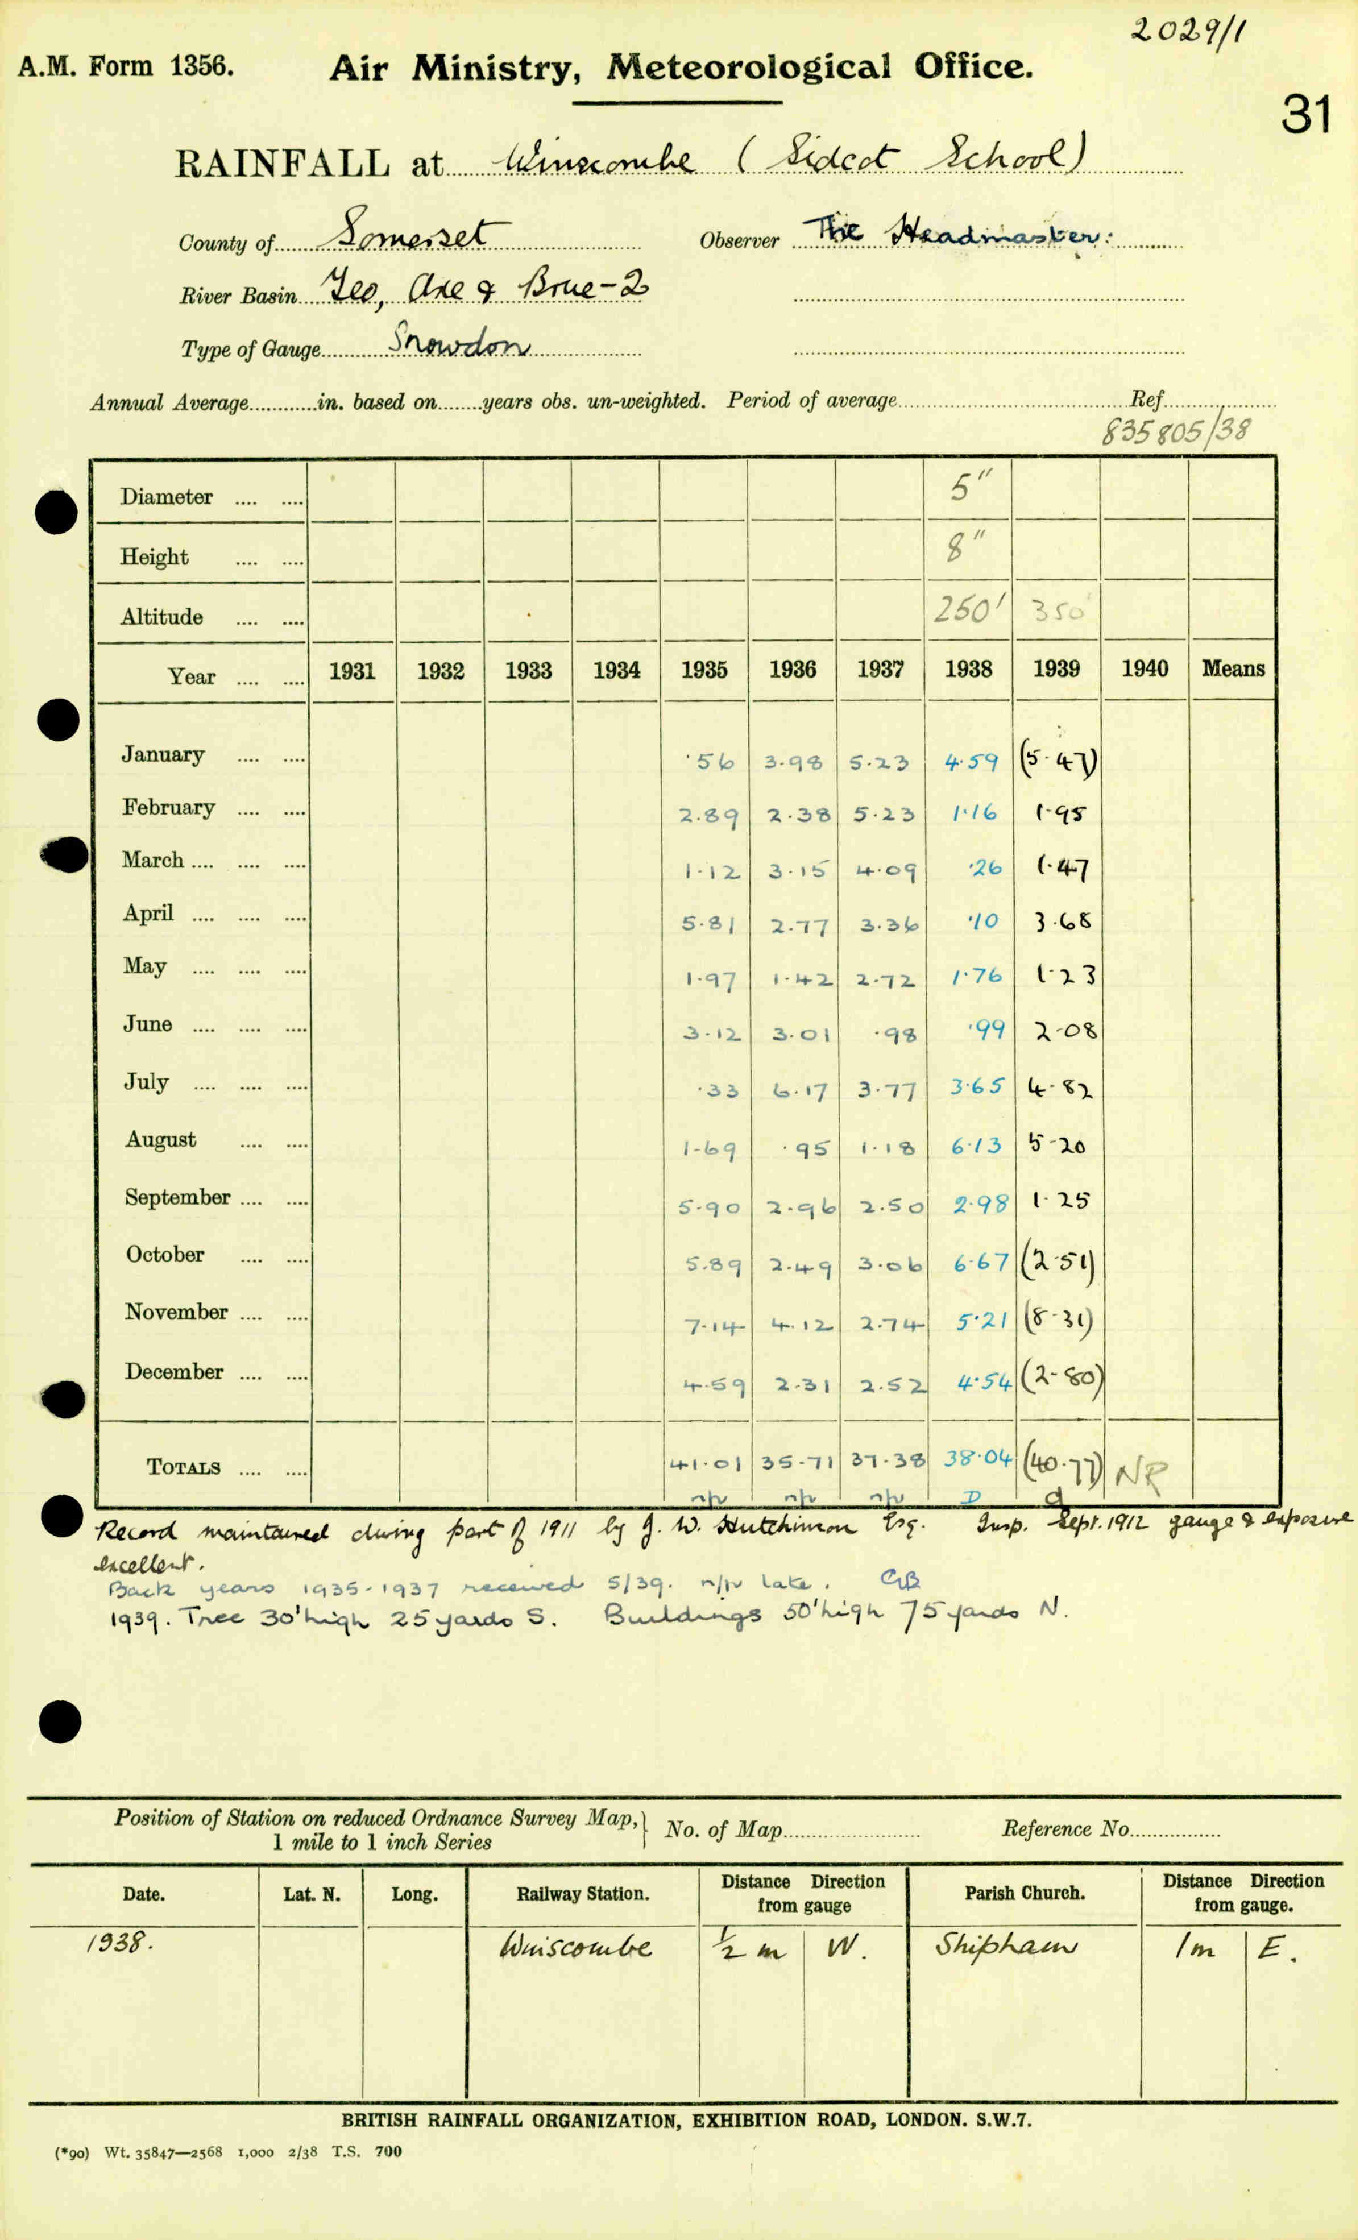 2029/1
A.M. Form 1356. Air Ministry, Meteorological Office.
31
RAINFALL at Winscombe (Sidcot School)
County of Somerset Observer The Headmaster.
River Basin Yeo, Axe & Brue-2
Type of Gauge Snowdon
Annual Average............in. based on........years obs. un-weighted. Period of average............ Ref............
835805/38
Diameter .... .... 5"
Height .... .... 8"
Altitude .... .... 250' 350'
Year .... .... 1931 1932 1933 1934 1935 1936 1937 1938 1939 1940 Means
January .... .... ·56 3·98 5·23 4·59 (5·47)
February .... .... 2·89 2·38 5·23 1·16 1·95
March .... .... .... 1·12 3·15 4·09 ·26 1·47
April .... .... .... 5·81 2·77 3·36 ·10 3·68
May .... .... .... 1·97 1·42 2·72 1·76 1·23
June .... .... .... 3·12 3·01 ·98 ·99 2·08
July .... .... .... ·33 6·17 3·77 3·65 4·82
August .... .... 1·69 ·95 1·18 6·13 5·20
September .... .... 5·90 2·96 2·50 2·98 1·25
October .... .... 5·89 2·49 3·06 6·67 (2·51)
November .... .... 7·14 4·12 2·74 5·21 (8·31)
December .... .... 4·59 2·31 2·52 4·54 (2·80)
TOTALS .... .... 41·01 35·71 37·38 38·04 (40·77) NR
n/v n/v n/v D a
Record maintained during part of 1911 by J. W. Hutchinson Esq. Insp. Sept. 1912 gauge & exposure
excellent.
Back years 1935-1937 received 5/39. n/v late. GB
1939. Tree 30' high 25 yards S. Buildings 50' high 75 yards N.
Position of Station on reduced Ordnance Survey Map, } No. of Map............ Reference No............
1 mile to 1 inch Series
Date. Lat. N. Long. Railway Station. Distance Direction from gauge Parish Church. Distance Direction from gauge.
1938. Winscombe ½ m W. Shipham 1m E.
BRITISH RAINFALL ORGANIZATION, EXHIBITION ROAD, LONDON. S.W.7.
(*90) Wt. 35847—2568 1,000 2/38 T.S. 700